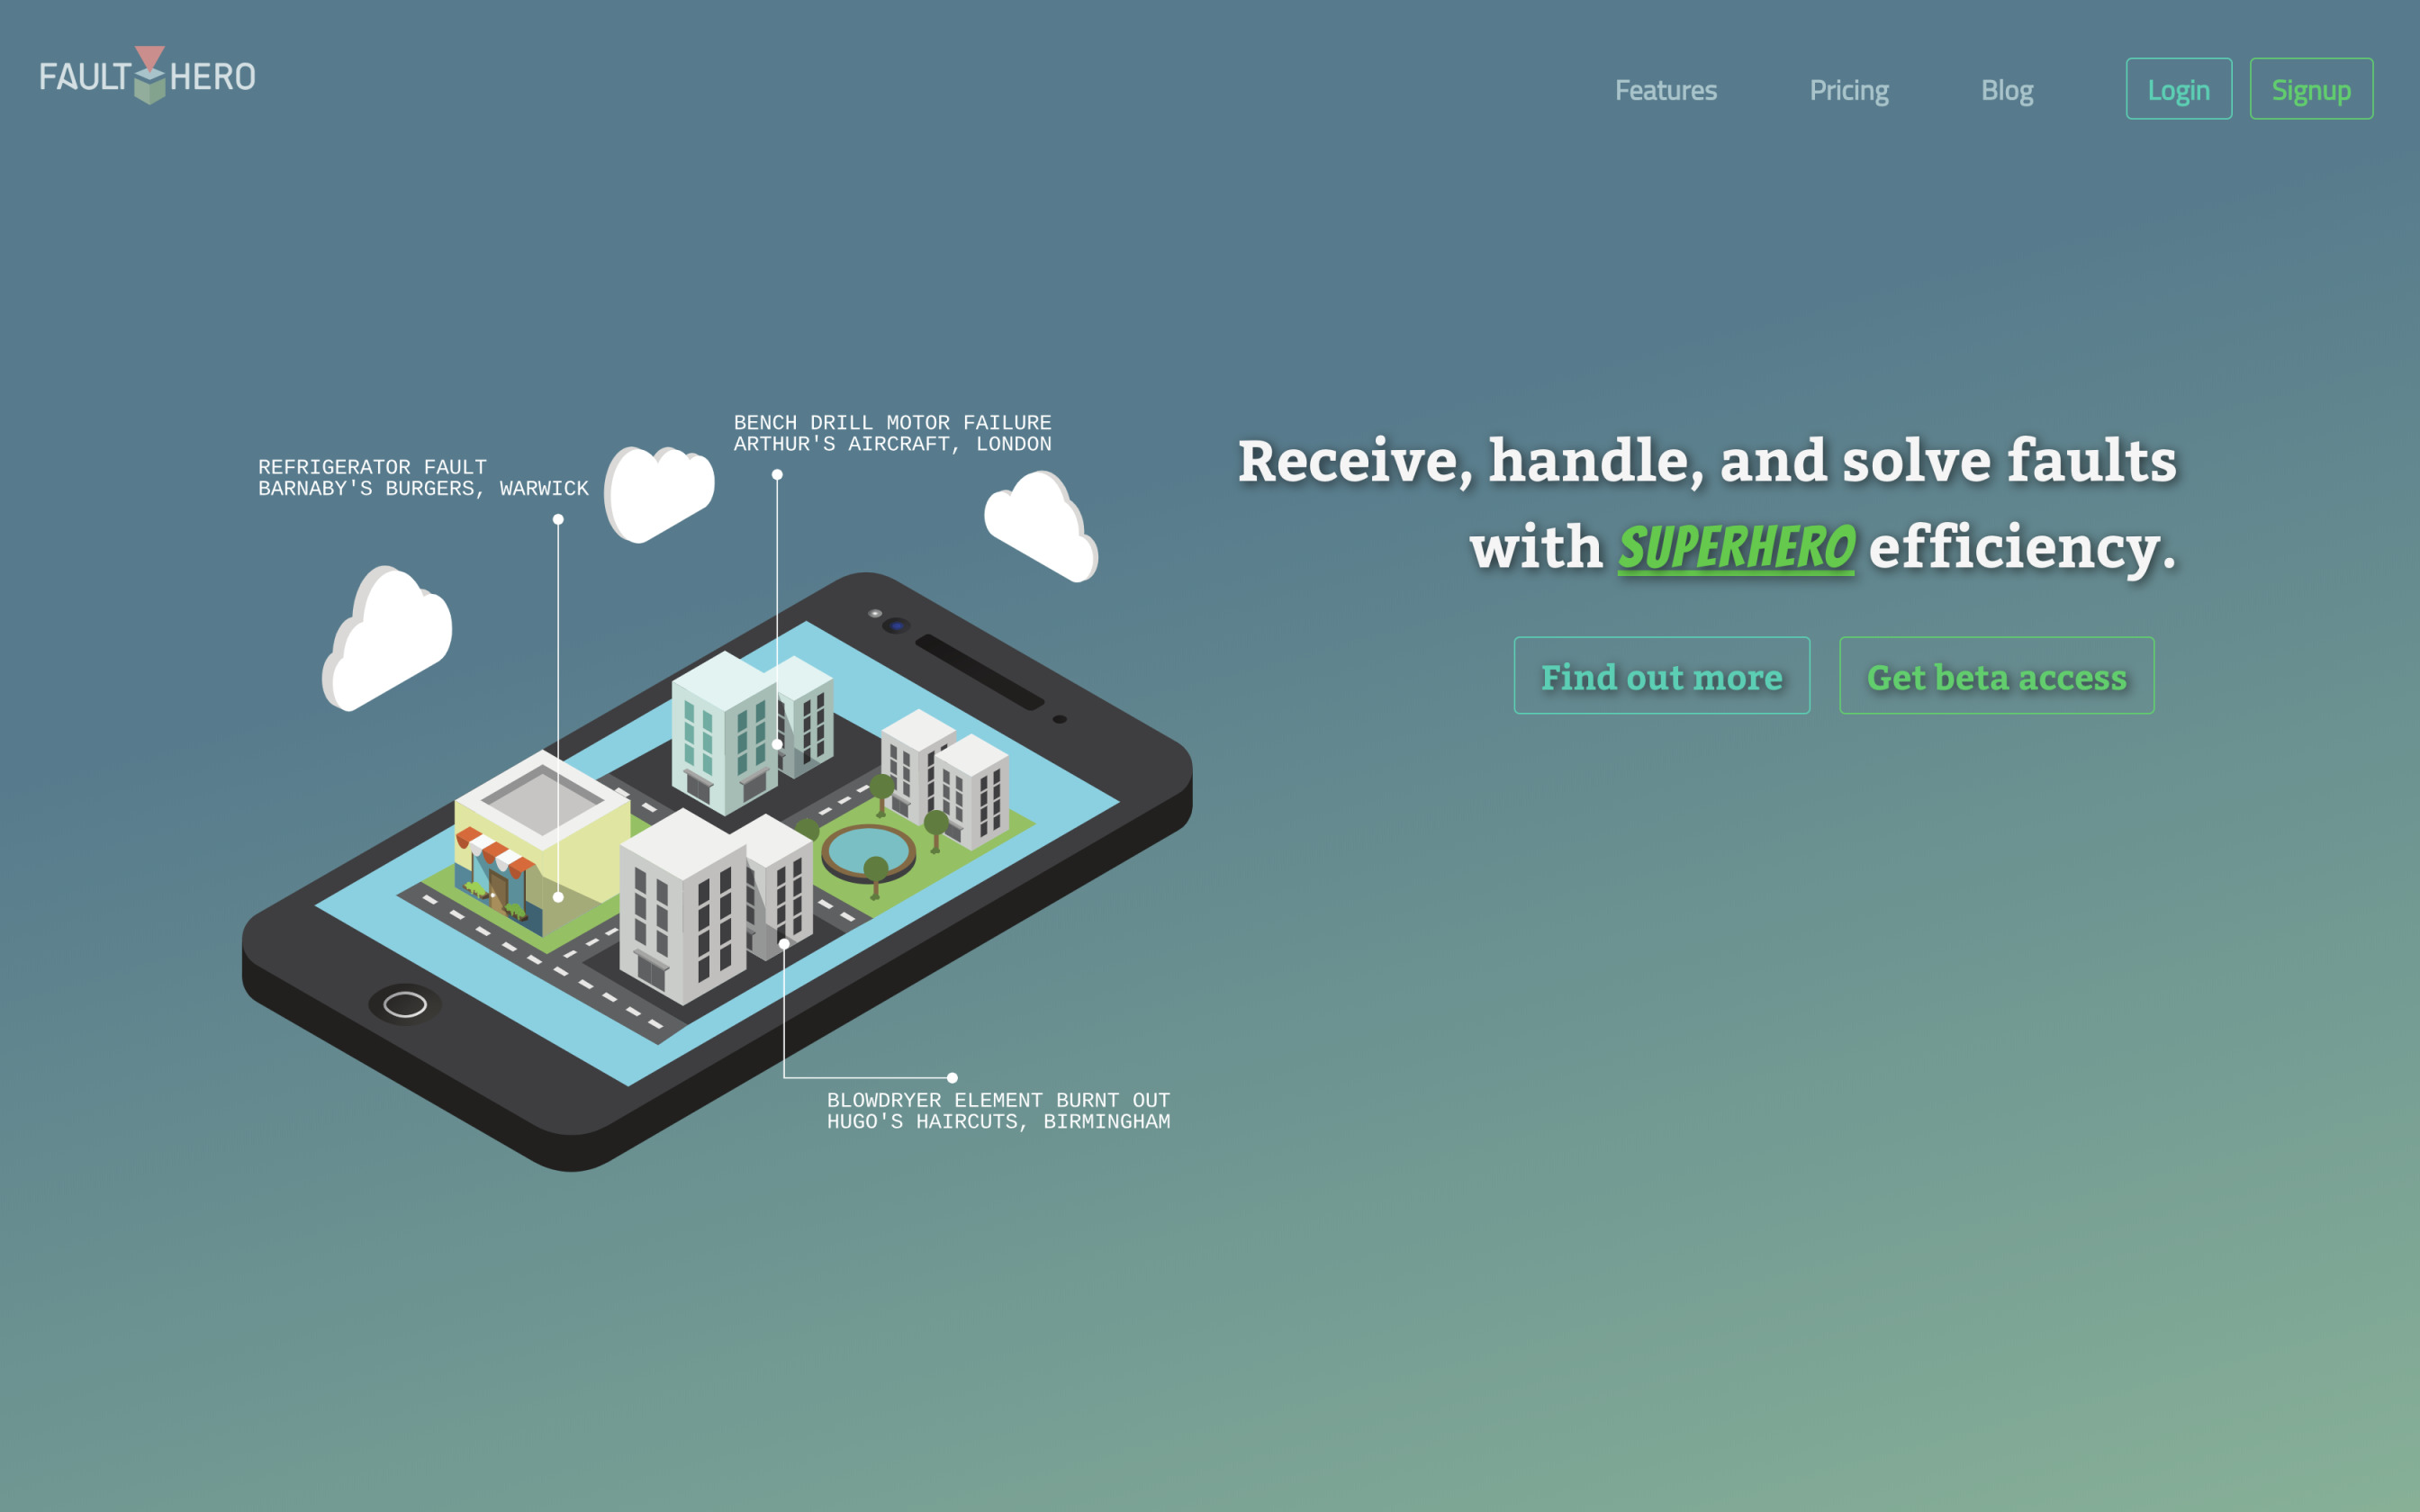 FAULT HERO
Features
Pricing
Blog
Login
Signup
REFRIGERATOR FAULT
BARNABY'S BURGERS, WARWICK
BENCH DRILL MOTOR FAILURE
ARTHUR'S AIRCRAFT, LONDON
Receive, handle, and solve faults
with SUPERHERO efficiency.
Find out more
Get beta access
BLOWDRYER ELEMENT BURNT OUT
HUGO'S HAIRCUTS, BIRMINGHAM